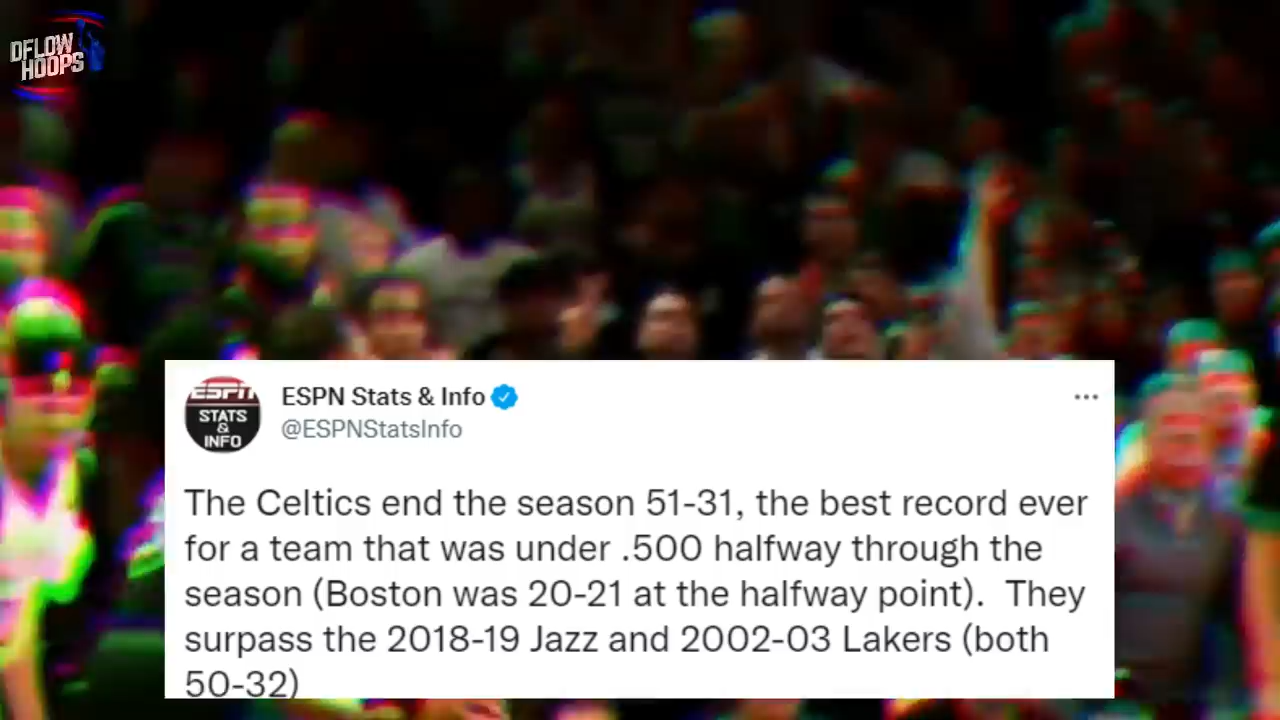 DFLOW
HOOPS
ESPN Stats & Info
@ESPNStatsInfo
ESPN
STATS
&
INFO
The Celtics end the season 51-31, the best record ever
for a team that was under .500 halfway through the
season (Boston was 20-21 at the halfway point).  They
surpass the 2018-19 Jazz and 2002-03 Lakers (both
50-32)